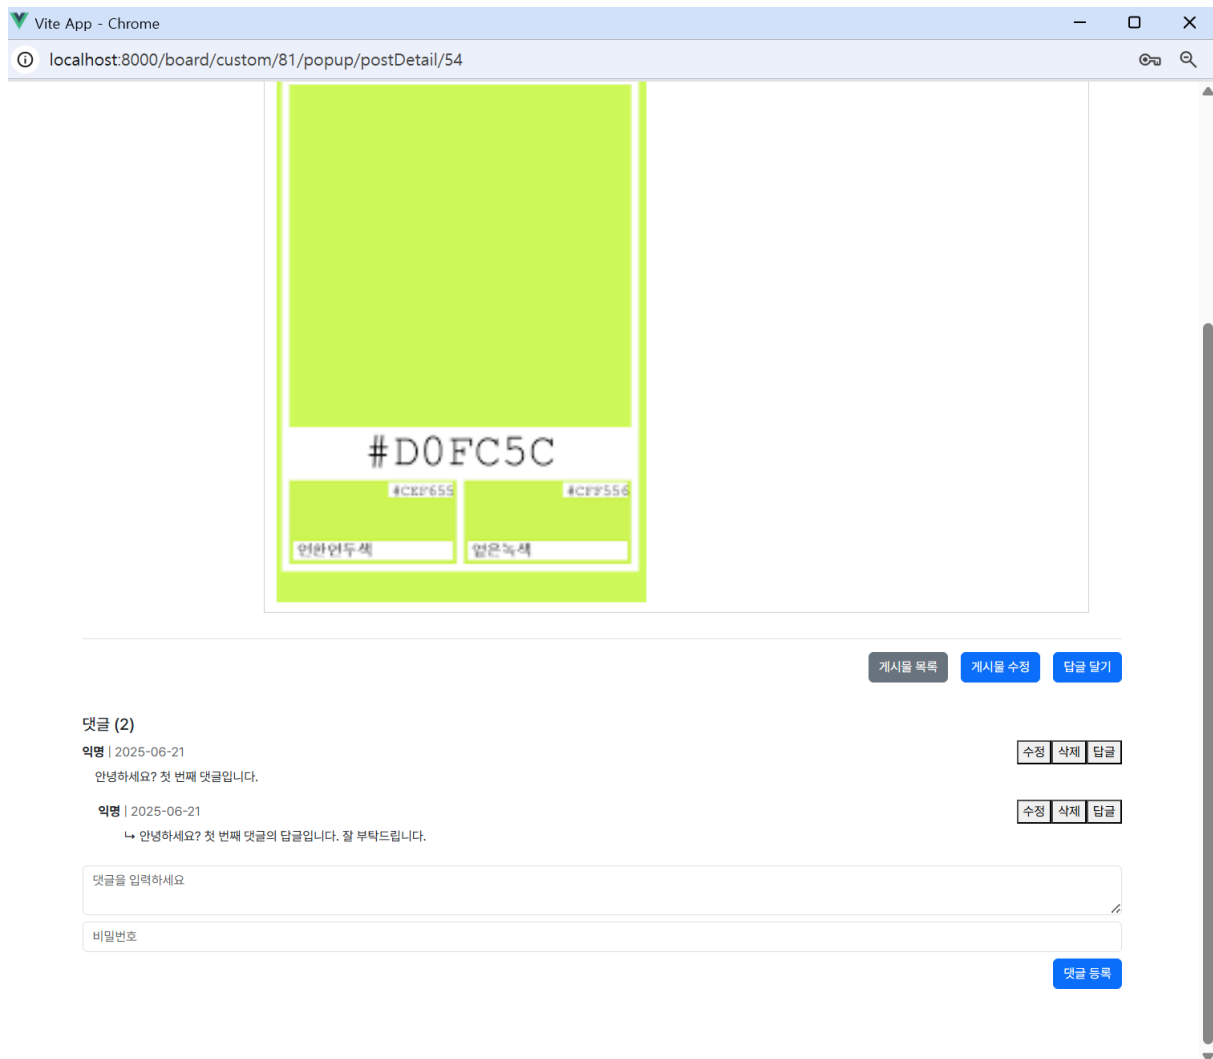 Vite App - Chrome
localhost:8000/board/custom/81/popup/postDetail/54
#D0FC5C
#CEF655 #CFF556
연한연두색 옅은녹색
게시물 목록 게시물 수정 답글 달기
댓글 (2)
익명 | 2025-06-21 수정 삭제 답글
안녕하세요? 첫 번째 댓글입니다.
익명 | 2025-06-21 수정 삭제 답글
↳ 안녕하세요? 첫 번째 댓글의 답글입니다. 잘 부탁드립니다.
댓글을 입력하세요
비밀번호
댓글 등록